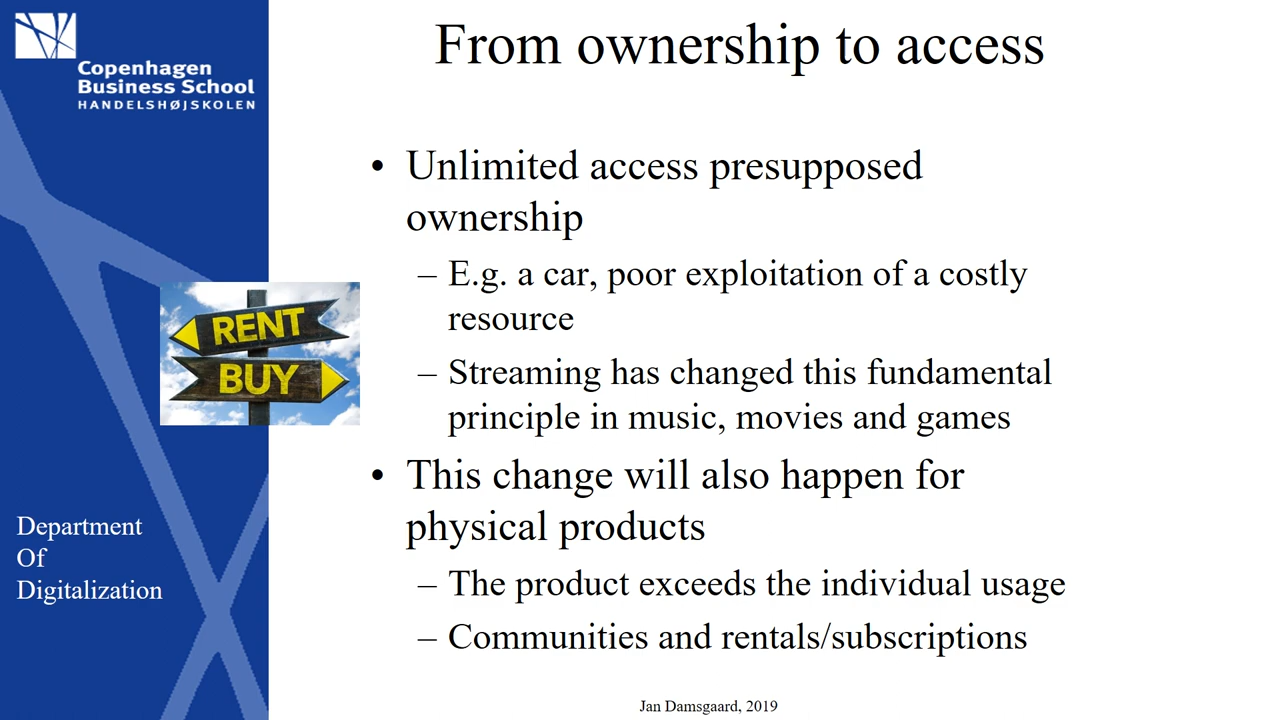 Copenhagen
Business School
HANDELSHØJSKOLEN
From ownership to access
• Unlimited access presupposed
ownership
– E.g. a car, poor exploitation of a costly
resource
– Streaming has changed this fundamental
principle in music, movies and games
• This change will also happen for
physical products
– The product exceeds the individual usage
– Communities and rentals/subscriptions
RENT
BUY
Department
Of
Digitalization
Jan Damsgaard, 2019